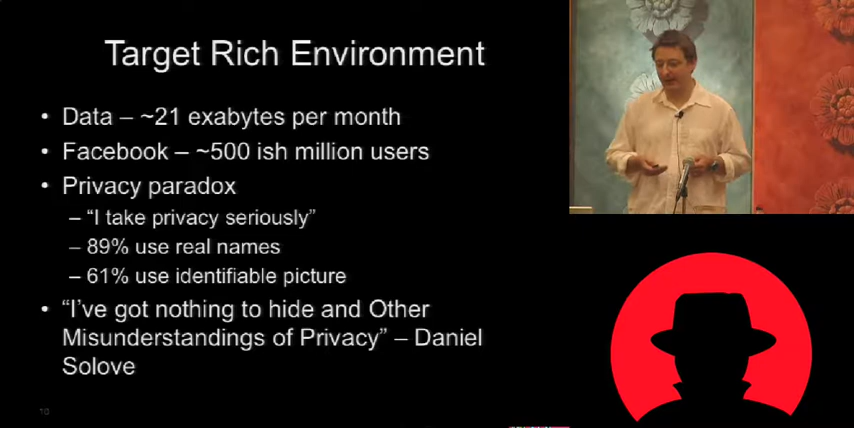 Target Rich Environment
• Data – ~21 exabytes per month
• Facebook – ~500 ish million users
• Privacy paradox
– “I take privacy seriously”
– 89% use real names
– 61% use identifiable picture
• “I’ve got nothing to hide and Other
Misunderstandings of Privacy” – Daniel
Solove
10